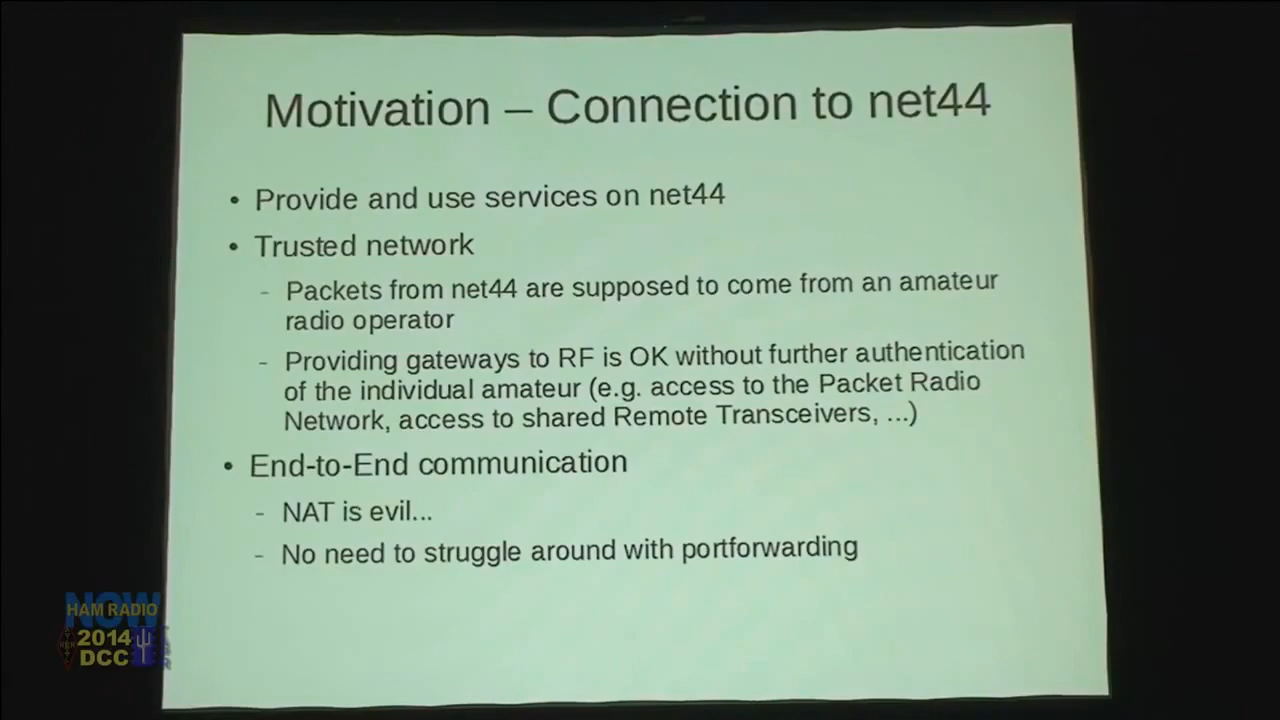 Motivation – Connection to net44
• Provide and use services on net44
• Trusted network
- Packets from net44 are supposed to come from an amateur
radio operator
- Providing gateways to RF is OK without further authentication
of the individual amateur (e.g. access to the Packet Radio
Network, access to shared Remote Transceivers, ...)
• End-to-End communication
- NAT is evil...
- No need to struggle around with portforwarding
NOW
HAM RADIO
2014
DCC